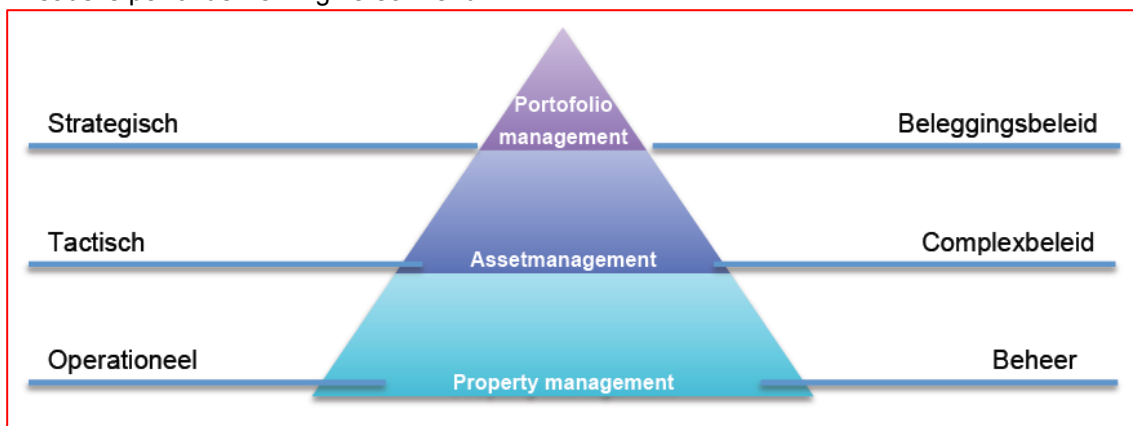 Portofolio
management
Strategisch
Beleggingsbeleid
Tactisch
Complexbeleid
Assetmanagement
Operationeel
Beheer
Property management